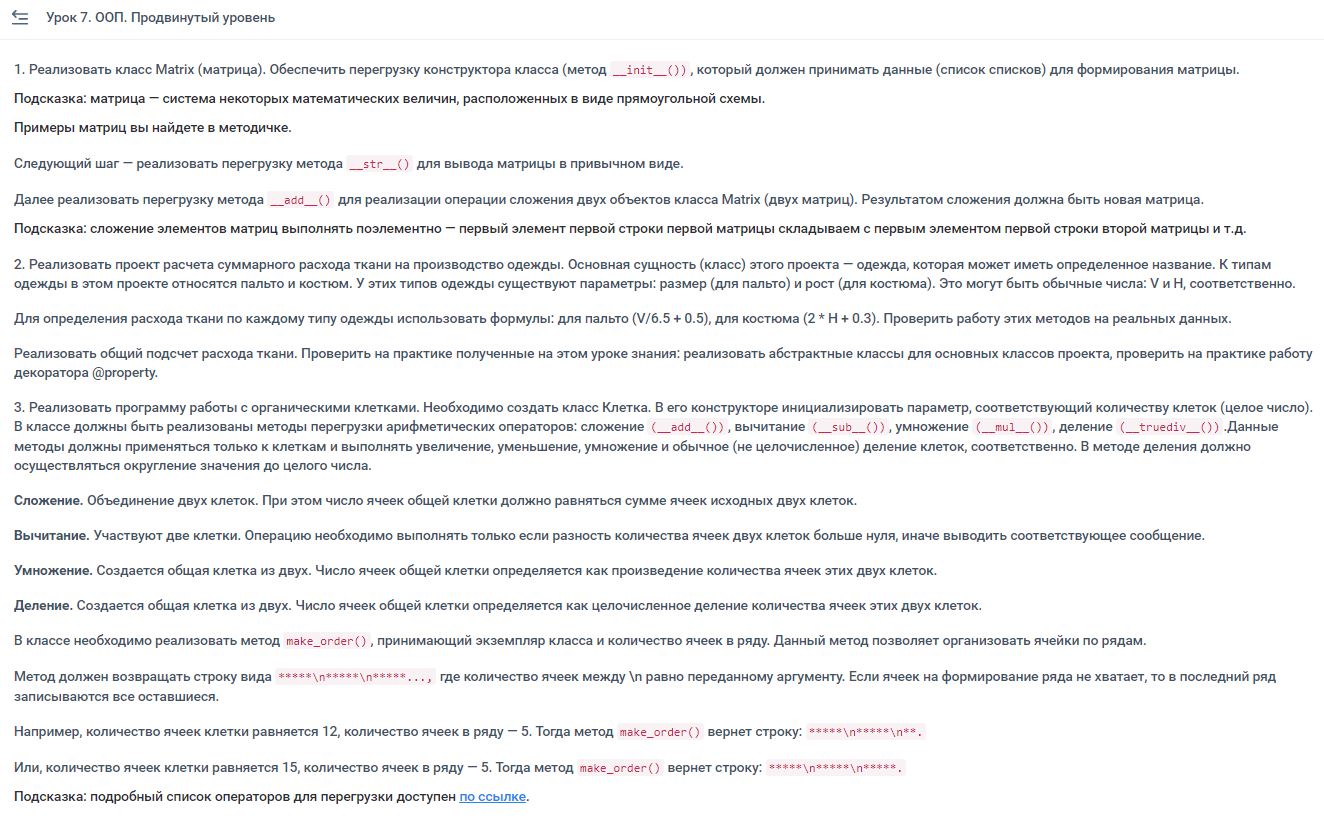 Урок 7. ООП. Продвинутый уровень
1. Реализовать класс Matrix (матрица). Обеспечить перегрузку конструктора класса (метод __init__()), который должен принимать данные (список списков) для формирования матрицы.
Подсказка: матрица — система некоторых математических величин, расположенных в виде прямоугольной схемы.
Примеры матриц вы найдете в методичке.
Следующий шаг — реализовать перегрузку метода __str__() для вывода матрицы в привычном виде.
Далее реализовать перегрузку метода __add__() для реализации операции сложения двух объектов класса Matrix (двух матриц). Результатом сложения должна быть новая матрица.
Подсказка: сложение элементов матриц выполнять поэлементно — первый элемент первой строки первой матрицы складываем с первым элементом первой строки второй матрицы и т.д.
2. Реализовать проект расчета суммарного расхода ткани на производство одежды. Основная сущность (класс) этого проекта — одежда, которая может иметь определенное название. К типам
одежды в этом проекте относятся пальто и костюм. У этих типов одежды существуют параметры: размер (для пальто) и рост (для костюма). Это могут быть обычные числа: V и H, соответственно.
Для определения расхода ткани по каждому типу одежды использовать формулы: для пальто (V/6.5 + 0.5), для костюма (2 * H + 0.3). Проверить работу этих методов на реальных данных.
Реализовать общий подсчет расхода ткани. Проверить на практике полученные на этом уроке знания: реализовать абстрактные классы для основных классов проекта, проверить на практике работу
декоратора @property.
3. Реализовать программу работы с органическими клетками. Необходимо создать класс Клетка. В его конструкторе инициализировать параметр, соответствующий количеству клеток (целое число).
В классе должны быть реализованы методы перегрузки арифметических операторов: сложение (__add__()), вычитание (__sub__()), умножение (__mul__()), деление (__truediv__()).Данные
методы должны применяться только к клеткам и выполнять увеличение, уменьшение, умножение и обычное (не целочисленное) деление клеток, соответственно. В методе деления должно
осуществляться округление значения до целого числа.
Сложение. Объединение двух клеток. При этом число ячеек общей клетки должно равняться сумме ячеек исходных двух клеток.
Вычитание. Участвуют две клетки. Операцию необходимо выполнять только если разность количества ячеек двух клеток больше нуля, иначе выводить соответствующее сообщение.
Умножение. Создается общая клетка из двух. Число ячеек общей клетки определяется как произведение количества ячеек этих двух клеток.
Деление. Создается общая клетка из двух. Число ячеек общей клетки определяется как целочисленное деление количества ячеек этих двух клеток.
В классе необходимо реализовать метод make_order(), принимающий экземпляр класса и количество ячеек в ряду. Данный метод позволяет организовать ячейки по рядам.
Метод должен возвращать строку вида *****\n*****\n*****..., где количество ячеек между \n равно переданному аргументу. Если ячеек на формирование ряда не хватает, то в последний ряд
записываются все оставшиеся.
Например, количество ячеек клетки равняется 12, количество ячеек в ряду — 5. Тогда метод make_order() вернет строку: *****\n*****\n**.
Или, количество ячеек клетки равняется 15, количество ячеек в ряду — 5. Тогда метод make_order() вернет строку: *****\n*****\n*****.
Подсказка: подробный список операторов для перегрузки доступен по ссылке.